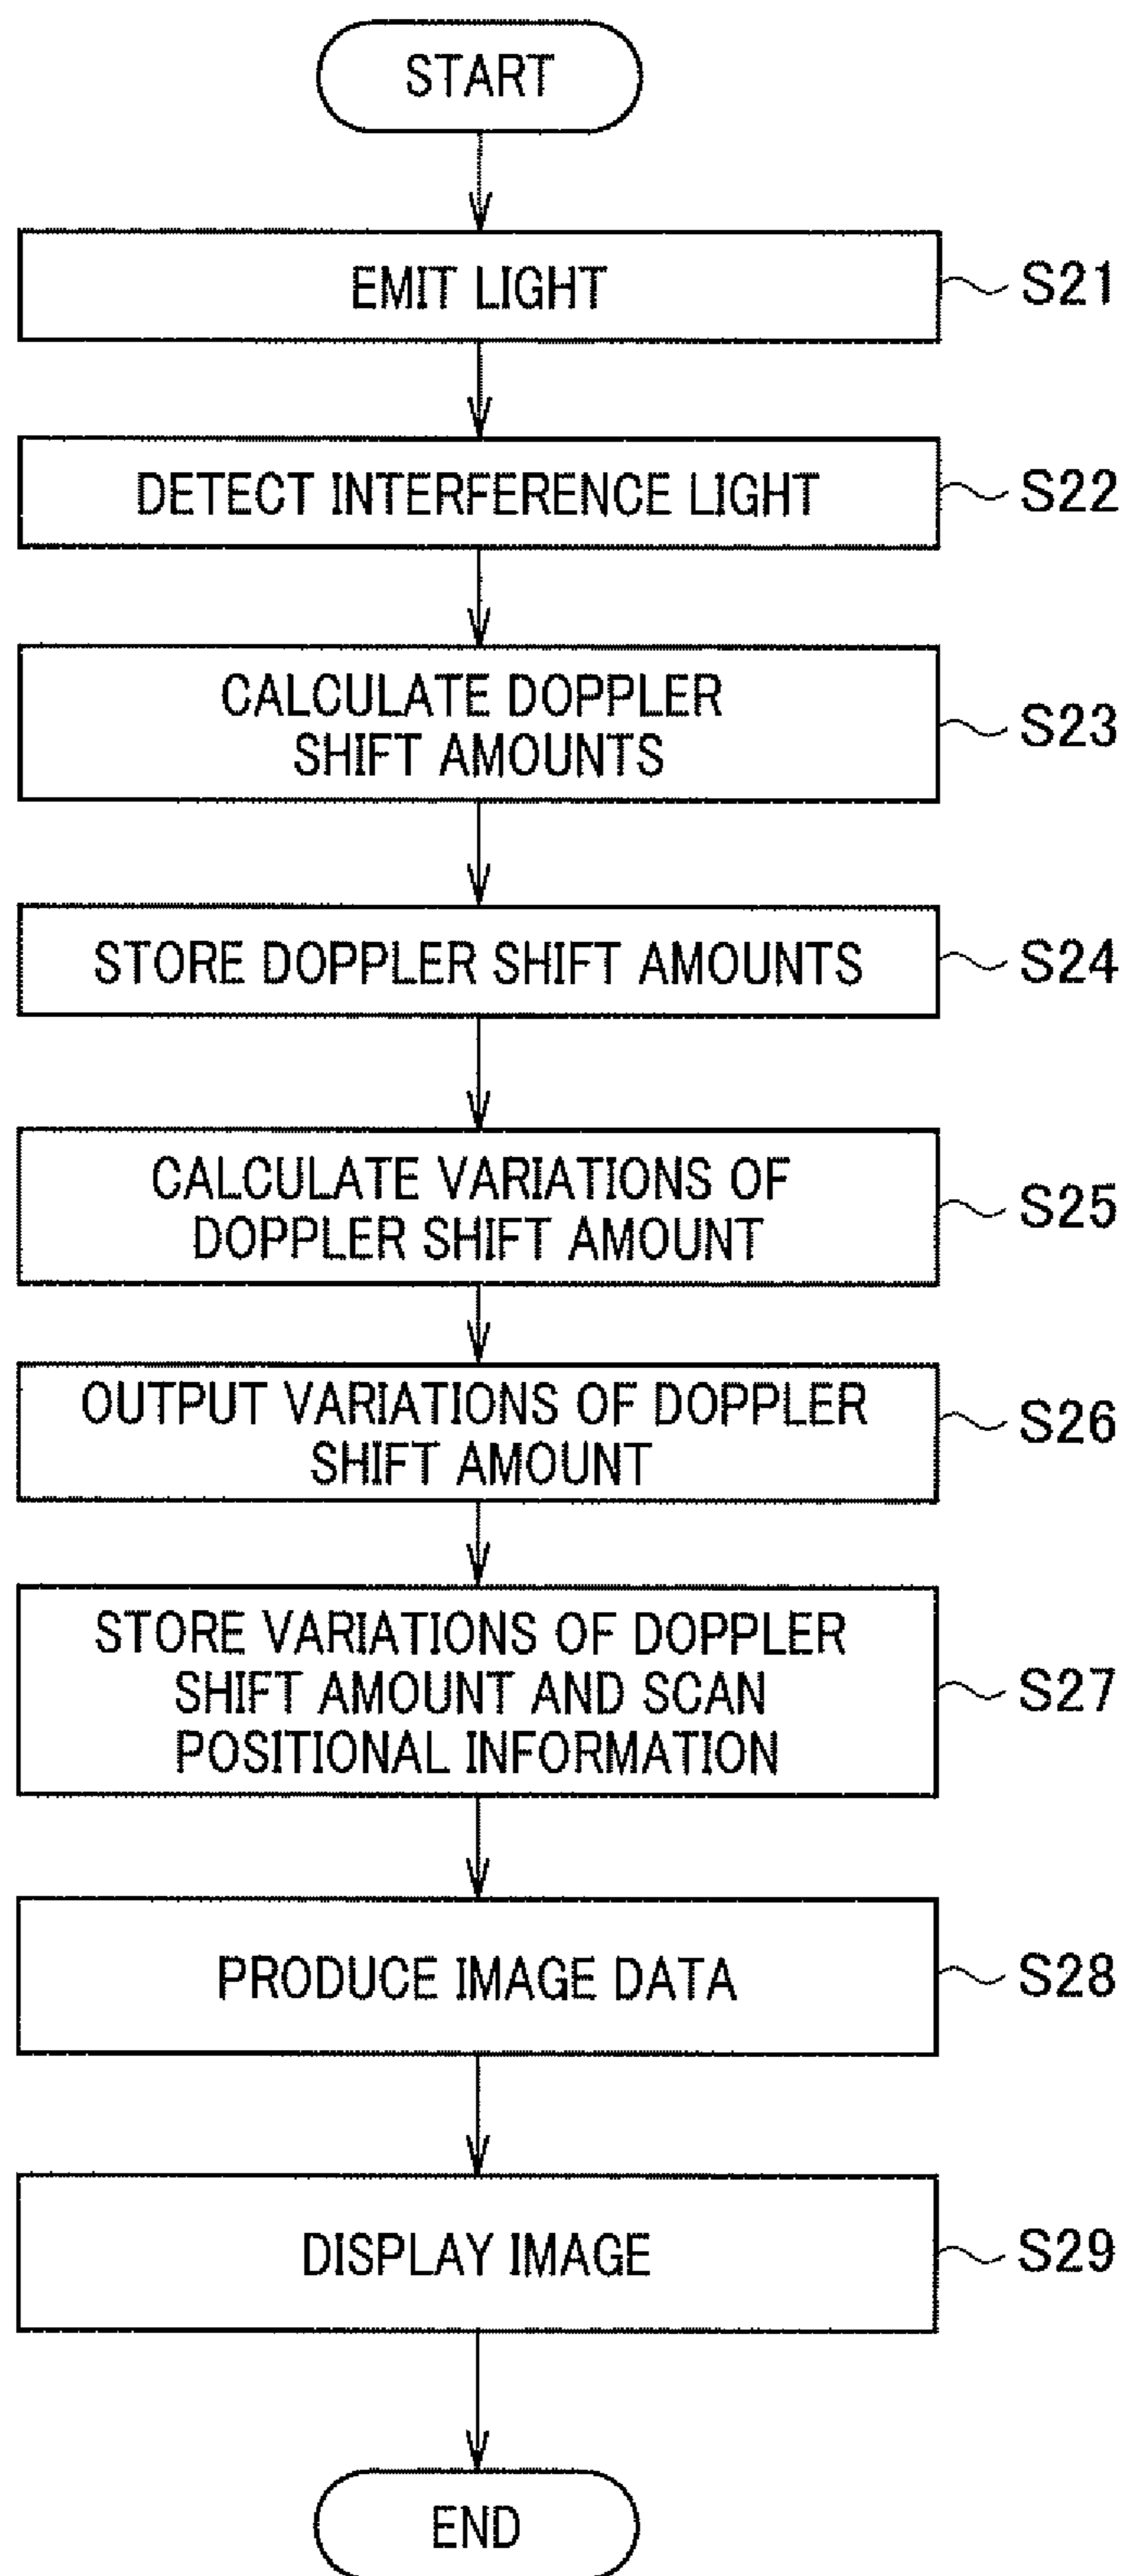 START
EMIT LIGHT
S21
DETECT INTERFERENCE LIGHT
S22
CALCULATE DOPPLER
SHIFT AMOUNTS
S23
STORE DOPPLER SHIFT AMOUNTS
S24
CALCULATE VARIATIONS OF
DOPPLER SHIFT AMOUNT
S25
OUTPUT VARIATIONS OF DOPPLER
SHIFT AMOUNT
S26
STORE VARIATIONS OF DOPPLER
SHIFT AMOUNT AND SCAN
POSITIONAL INFORMATION
S27
PRODUCE IMAGE DATA
S28
DISPLAY IMAGE
S29
END